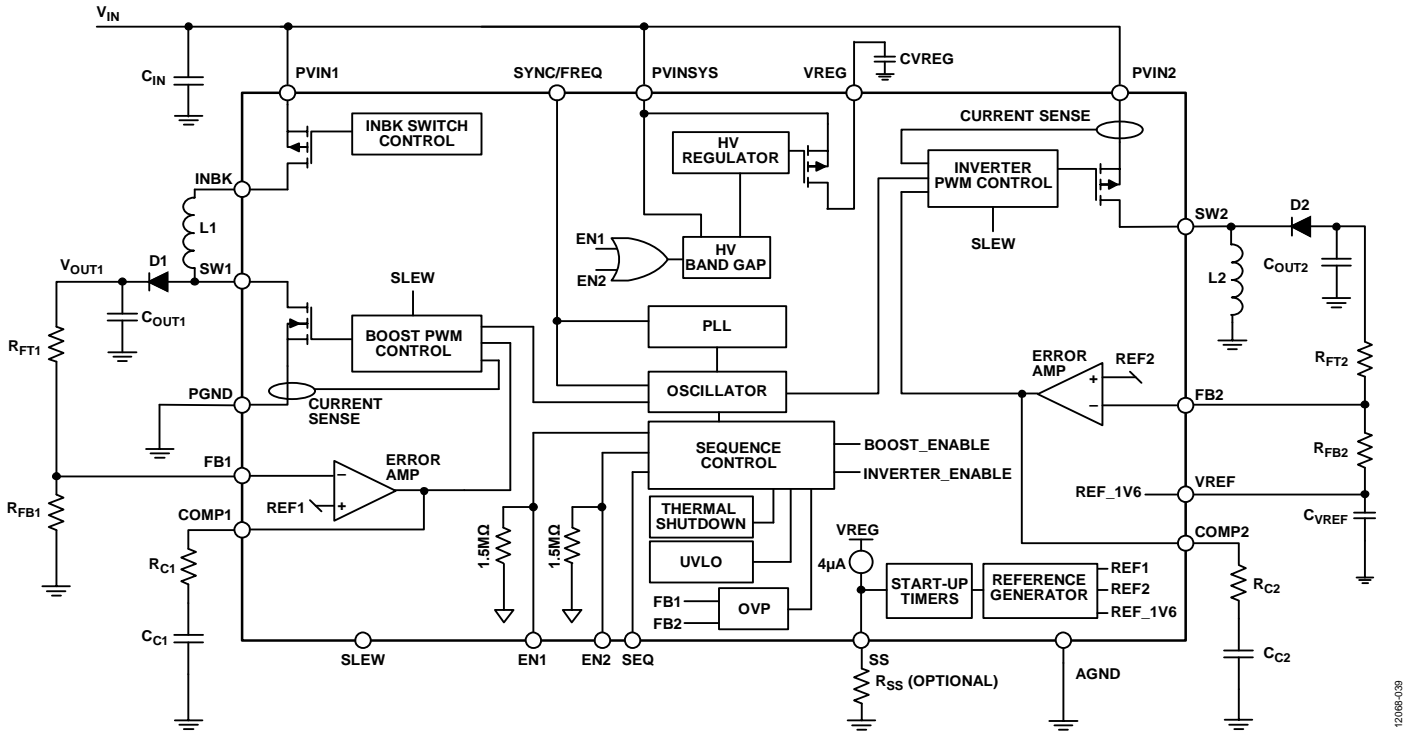 VIN
CIN
PVIN1
SYNC/FREQ
PVINSYS
VREG
CVREG
PVIN2
INBK SWITCH
CONTROL
HV
REGULATOR
CURRENT SENSE
INVERTER
PWM CONTROL
SLEW
INBK
L1
EN1
EN2
HV
BAND GAP
SW2
D2
L2
COUT2
VOUT1
D1
SW1
COUT1
RFT1
SLEW
BOOST PWM
CONTROL
PLL
OSCILLATOR
ERROR
AMP
REF2
RFT2
PGND
CURRENT
SENSE
FB2
RFB2
SEQUENCE
CONTROL
BOOST_ENABLE
INVERTER_ENABLE
FB1
ERROR
AMP
REF1
RFB1
REF_1V6
VREF
CVREF
COMP1
RC1
CC1
1.5MΩ
1.5MΩ
THERMAL
SHUTDOWN
UVLO
FB1
FB2
OVP
VREG
4µA
START-UP
TIMERS
REFERENCE
GENERATOR
REF1
REF2
REF_1V6
COMP2
RC2
CC2
SLEW
EN1
EN2
SEQ
SS
RSS (OPTIONAL)
AGND
12068-039